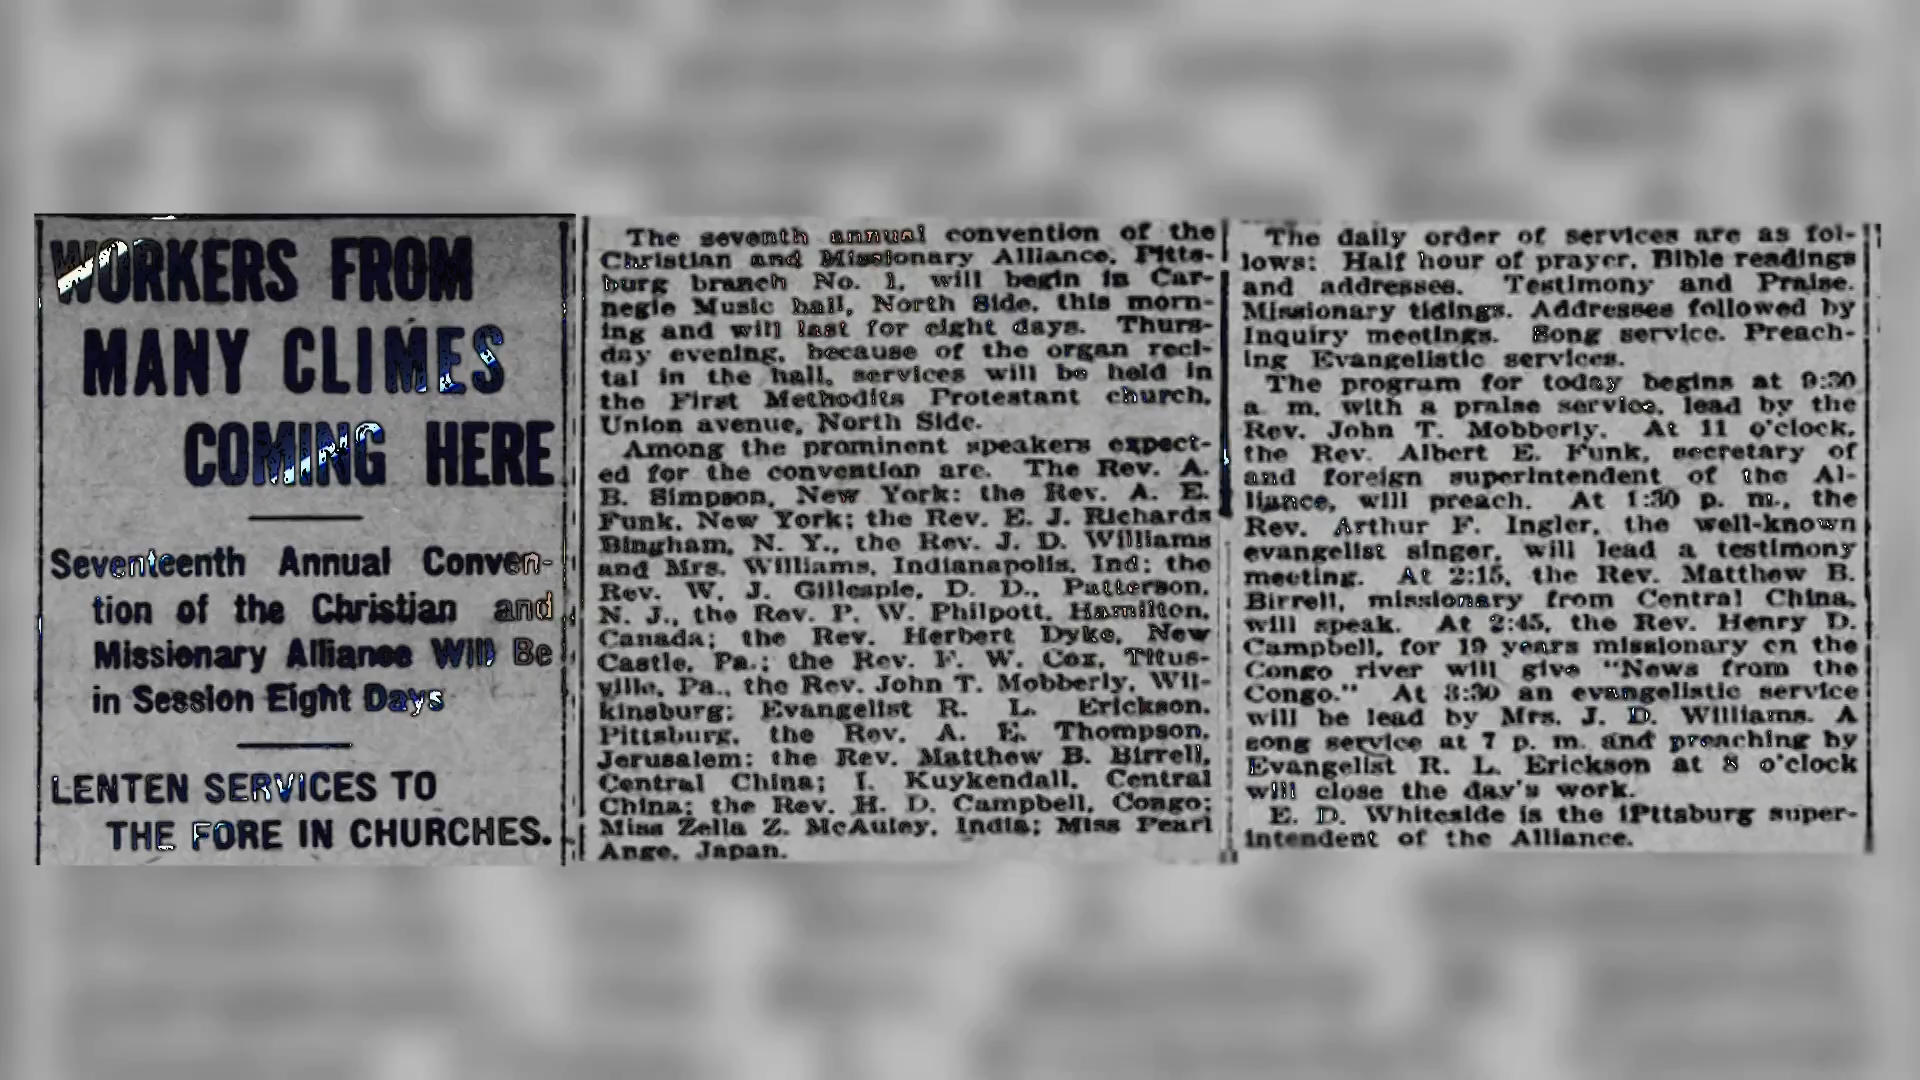 WORKERS FROM
MANY CLIMES
COMING HERE
Seventeenth Annual Conven-
tion of the Christian and
Missionary Alliance Will Be
in Session Eight Days
LENTEN SERVICES TO
THE FORE IN CHURCHES.
The seventh annual convention of the
Christian and Missionary Alliance, Pitts-
burg branch No. 1, will begin in Car-
negie Music hall, North Side, this morn-
ing and will last for eight days. Thurs-
day evening, because of the organ reci-
tal in the hall, services will be held in
the First Methodits Protestant church,
Union avenue, North Side.
Among the prominent speakers expect-
ed for the convention are. The Rev. A.
B. Simpson, New York; the Rev. A. E.
Funk, New York; the Rev. E. J. Richards
Bingham, N. Y., the Rev. J. D. Williams
and Mrs. Williams, Indianapolis, Ind; the
Rev. W. J. Gillespie, D. D., Patterson,
N. J., the Rev. P. W. Philpott, Hamilton,
Canada; the Rev. Herbert Dyke, New
Castle, Pa.; the Rev. F. W. Cox, Titus-
ville, Pa., the Rev. John T. Mobberly, Wil-
kinsburg; Evangelist R. L. Erickson,
Pittsburg, the Rev. A. E. Thompson,
Jerusalem; the Rev. Matthew B. Birrell,
Central China; I. Kuykendall, Central
China; the Rev. H. D. Campbell, Congo;
Miss Zella Z. McAuley, India; Miss Pearl
Ange, Japan.
The daily order of services are as fol-
lows: Half hour of prayer, Bible readings
and addresses. Testimony and Praise.
Missionary tidings. Addresses followed by
Inquiry meetings. Song service. Preach-
ing Evangelistic services.
The program for today begins at 9:30
a m, with a praise service, lead by the
Rev. John T. Mobberly. At 11 o'clock,
the Rev. Albert E. Funk, secretary of
and foreign superintendent of the Al-
liance, will preach. At 1:30 p. m., the
Rev. Arthur F. Ingler, the well-known
evangelist singer, will lead a testimony
meeting. At 2:15, the Rev. Matthew B.
Birrell, missionary from Central China,
will speak. At 2:45, the Rev. Henry D.
Campbell, for 19 years missionary on the
Congo river will give "News from the
Congo." At 3:30 an evangelistic service
will be lead by Mrs. J. D. Williams. A
song service at 7 p. m. and preaching by
Evangelist R. L. Erickson at 8 o'clock
will close the day's work.
E. D. Whiteside is the iPttsburg super-
intendent of the Alliance.